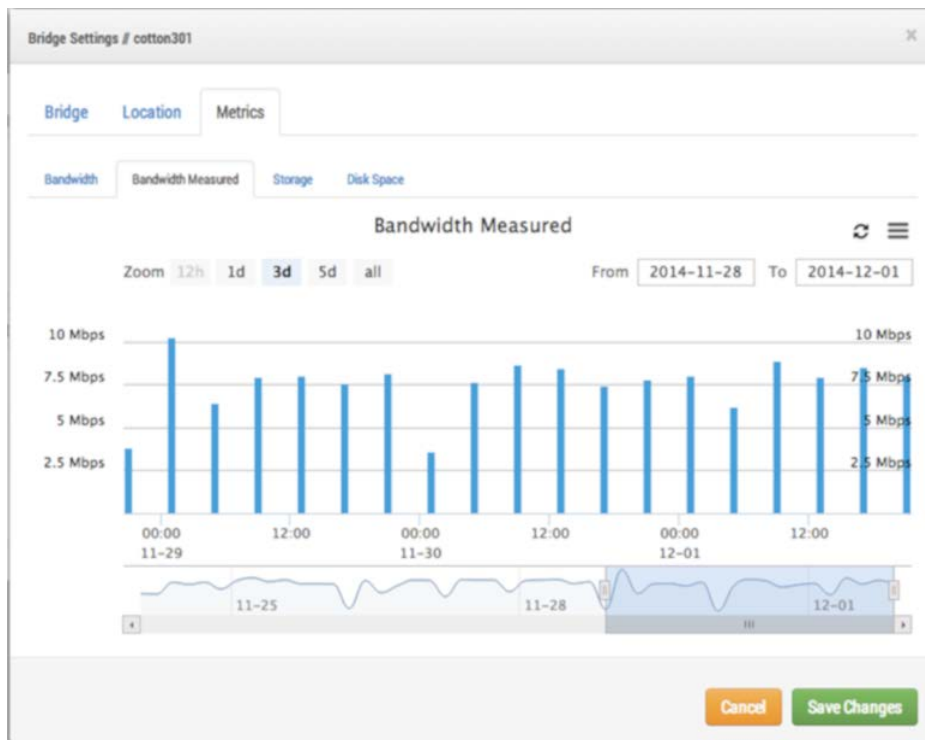 Bridge Settings // cotton301 ×
Bridge Location Metrics
Bandwidth Bandwidth Measured Storage Disk Space
Bandwidth Measured
Zoom 12h 1d 3d 5d all From 2014-11-28 To 2014-12-01
10 Mbps 10 Mbps
7.5 Mbps 7.5 Mbps
5 Mbps 5 Mbps
2.5 Mbps 2.5 Mbps
00:00 12:00 00:00 12:00 00:00 12:00
11-29 11-30 12-01
11-25 11-28 12-01
Cancel Save Changes